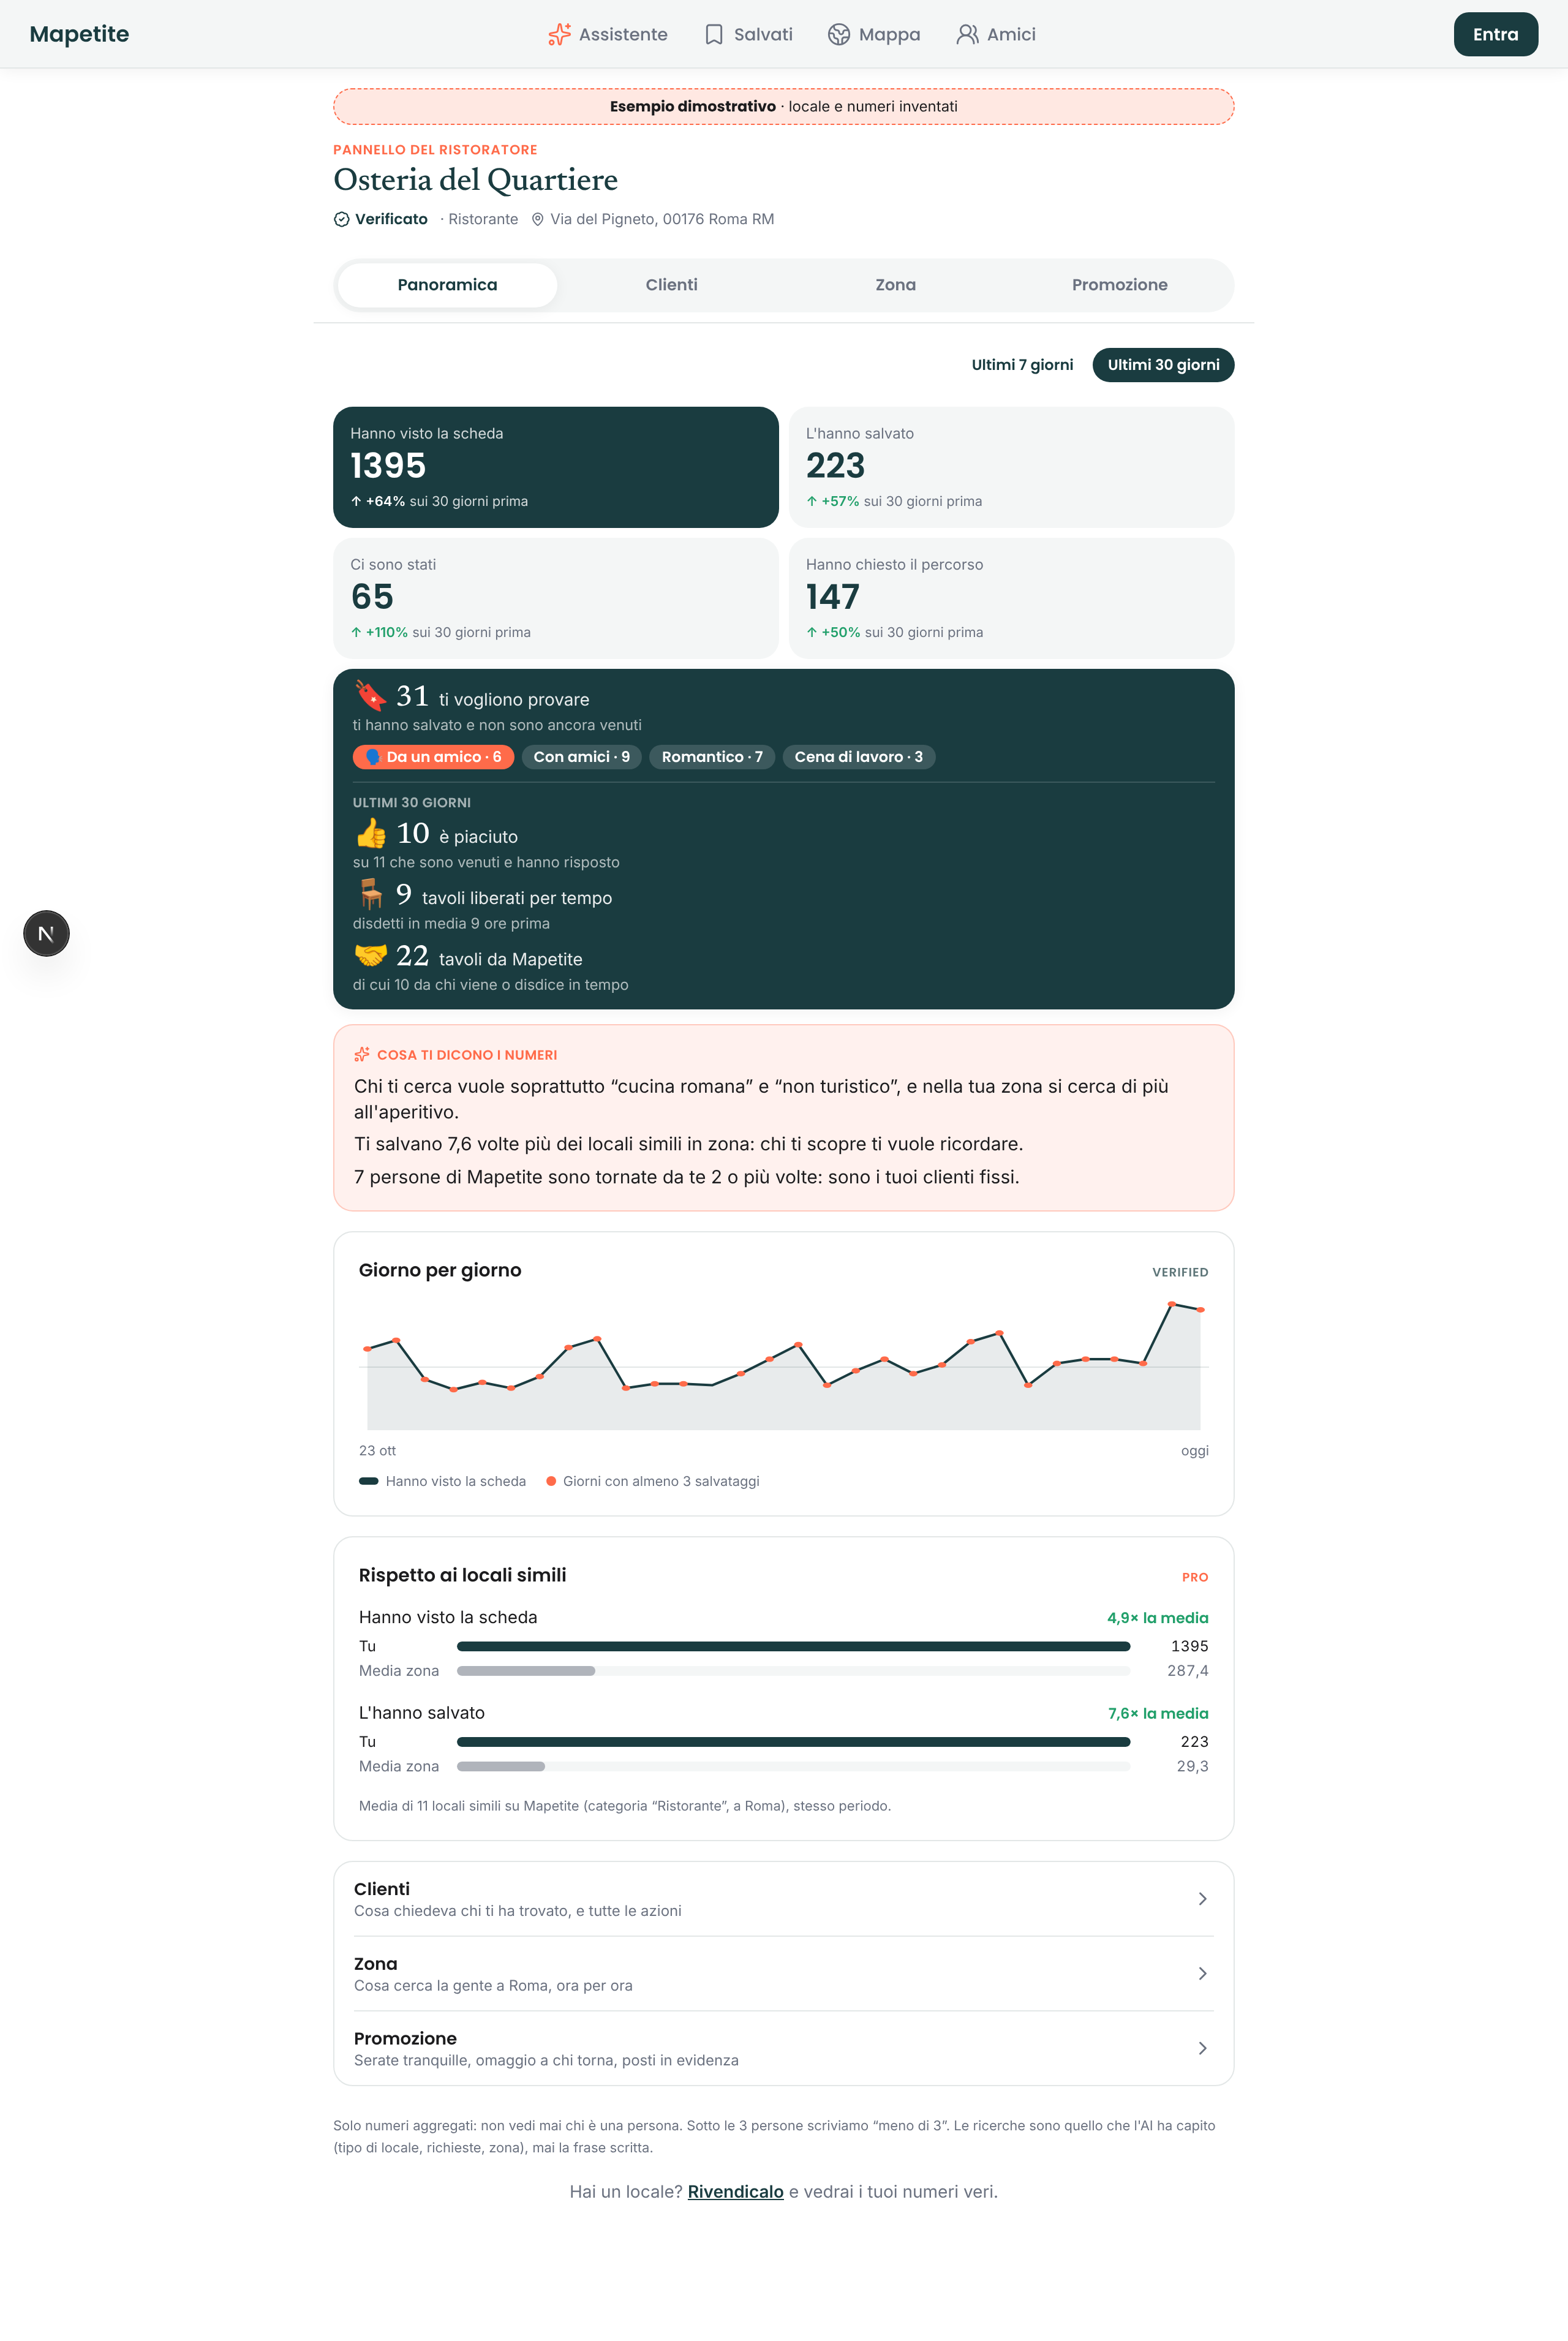 Mapetite
Assistente
Salvati
Mappa
Amici
Entra
Esempio dimostrativo · locale e numeri inventati
PANNELLO DEL RISTORATORE
Osteria del Quartiere
Verificato · Ristorante Via del Pigneto, 00176 Roma RM
Panoramica
Clienti
Zona
Promozione
Ultimi 7 giorni
Ultimi 30 giorni
Hanno visto la scheda
1395
↑ +64% sui 30 giorni prima
L'hanno salvato
223
↑ +57% sui 30 giorni prima
Ci sono stati
65
↑ +110% sui 30 giorni prima
Hanno chiesto il percorso
147
↑ +50% sui 30 giorni prima
31 ti vogliono provare
ti hanno salvato e non sono ancora venuti
Da un amico · 6
Con amici · 9
Romantico · 7
Cena di lavoro · 3
ULTIMI 30 GIORNI
10 è piaciuto
su 11 che sono venuti e hanno risposto
9 tavoli liberati per tempo
disdetti in media 9 ore prima
22 tavoli da Mapetite
di cui 10 da chi viene o disdice in tempo
N
COSA TI DICONO I NUMERI
Chi ti cerca vuole soprattutto “cucina romana” e “non turistico”, e nella tua zona si cerca di più
all'aperitivo.
Ti salvano 7,6 volte più dei locali simili in zona: chi ti scopre ti vuole ricordare.
7 persone di Mapetite sono tornate da te 2 o più volte: sono i tuoi clienti fissi.
Giorno per giorno
VERIFIED
23 ott
oggi
Hanno visto la scheda
Giorni con almeno 3 salvataggi
Rispetto ai locali simili
PRO
Hanno visto la scheda
4,9× la media
Tu
1395
Media zona
287,4
L'hanno salvato
7,6× la media
Tu
223
Media zona
29,3
Media di 11 locali simili su Mapetite (categoria “Ristorante”, a Roma), stesso periodo.
Clienti
Cosa chiedeva chi ti ha trovato, e tutte le azioni
Zona
Cosa cerca la gente a Roma, ora per ora
Promozione
Serate tranquille, omaggio a chi torna, posti in evidenza
Solo numeri aggregati: non vedi mai chi è una persona. Sotto le 3 persone scriviamo “meno di 3”. Le ricerche sono quello che l'AI ha capito
(tipo di locale, richieste, zona), mai la frase scritta.
Hai un locale? Rivendicalo e vedrai i tuoi numeri veri.